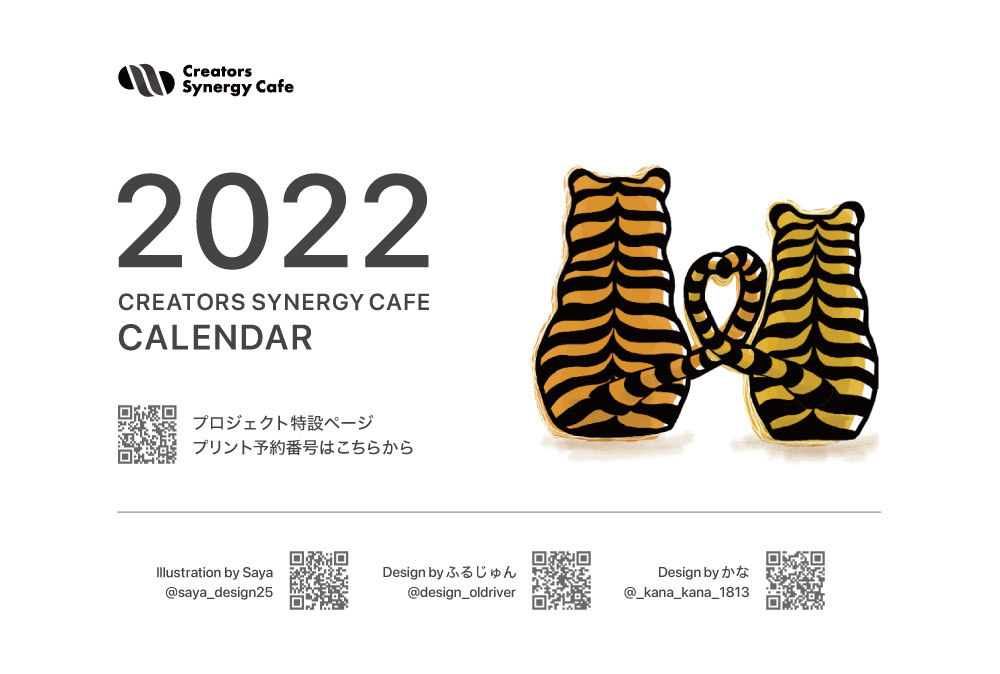 Creators
Synergy Cafe
2022
CREATORS SYNERGY CAFE
CALENDAR
プロジェクト特設ページ
プリント予約番号はこちらから
Illustration by Saya
@saya_design25
Design by ふるじゅん
@design_oldriver
Design by かな
@_kana_kana_1813